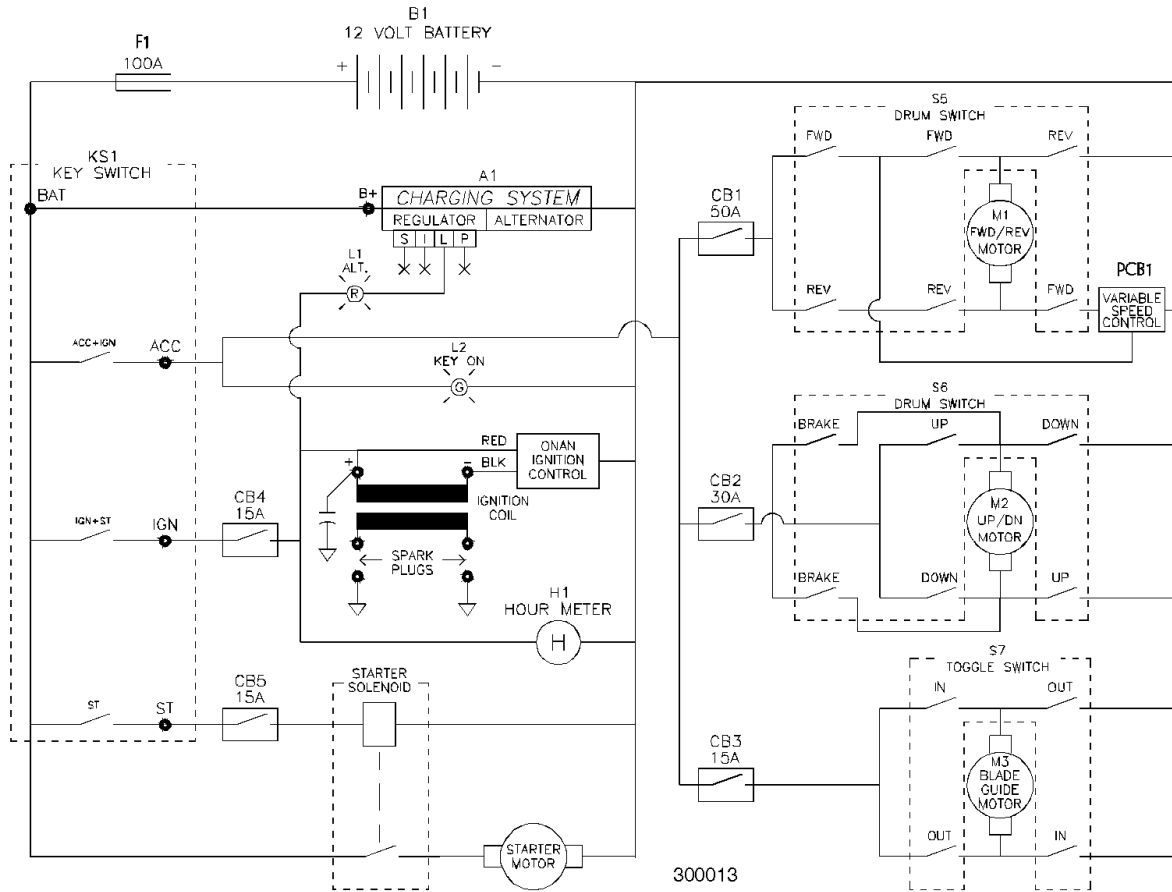 B1
12 VOLT BATTERY
F1
100A
+
-
S5
DRUM SWITCH
FWD
FWD
REV
KS1
KEY SWITCH
BAT
B+
A1
CHARGING SYSTEM
REGULATOR
ALTERNATOR
S I L P
CB1
50A
M1
FWD/REV
MOTOR
L1
ALT.
R
PCB1
VARIABLE
SPEED
CONTROL
REV
REV
FWD
ACC+IGN
ACC
L2
KEY ON
G
S6
DRUM SWITCH
BRAKE
UP
DOWN
RED
BLK
ONAN
IGNITION
CONTROL
+
-
IGNITION
COIL
CB2
30A
M2
UP/DN
MOTOR
CB4
15A
IGN+ST
IGN
SPARK
PLUGS
BRAKE
DOWN
UP
H1
HOUR METER
H
S7
TOGGLE SWITCH
IN
OUT
STARTER
SOLENOID
CB5
15A
ST
ST
CB3
15A
M3
BLADE
GUIDE
MOTOR
OUT
IN
STARTER
MOTOR
300013